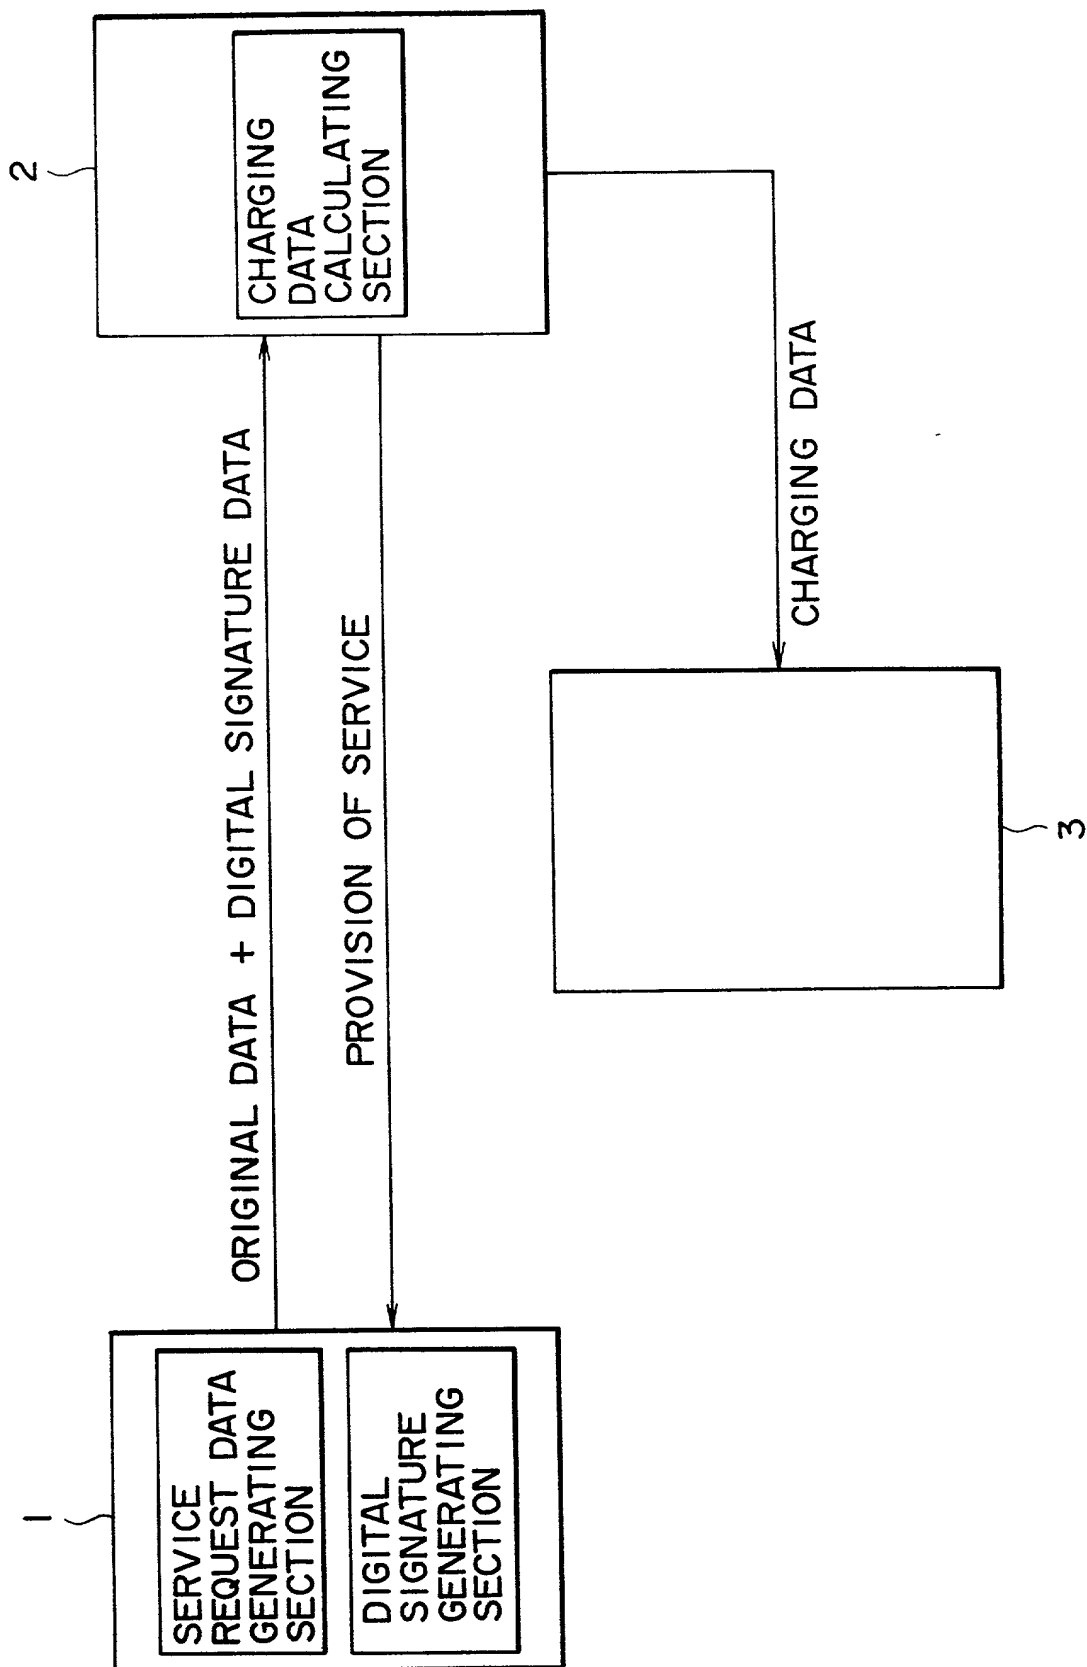 1
SERVICE
REQUEST DATA
GENERATING
SECTION
DIGITAL
SIGNATURE
GENERATING
SECTION
ORIGINAL DATA + DIGITAL SIGNATURE DATA
PROVISION OF SERVICE
2
CHARGING
DATA
CALCULATING
SECTION
CHARGING DATA
3